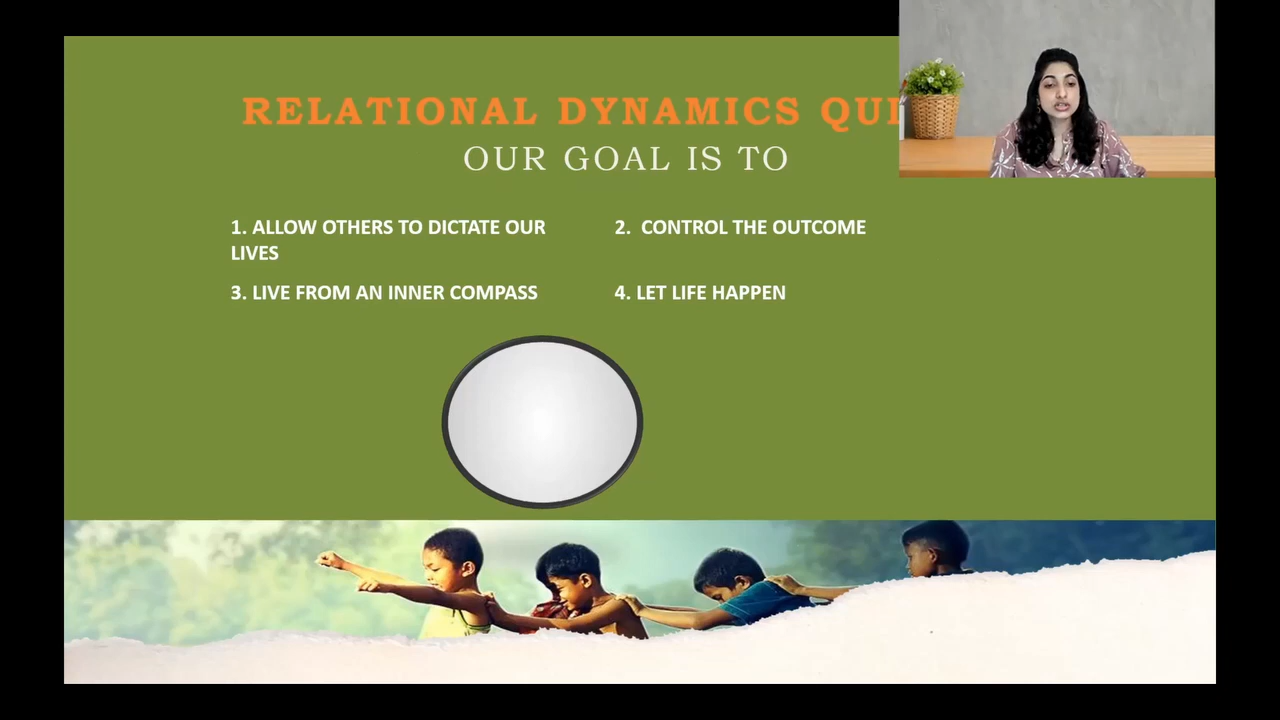 RELATIONAL DYNAMICS
OUR GOAL IS TO
1. ALLOW OTHERS TO DICTATE OUR
LIVES
2. CONTROL THE OUTCOME
3. LIVE FROM AN INNER COMPASS
4. LET LIFE HAPPEN